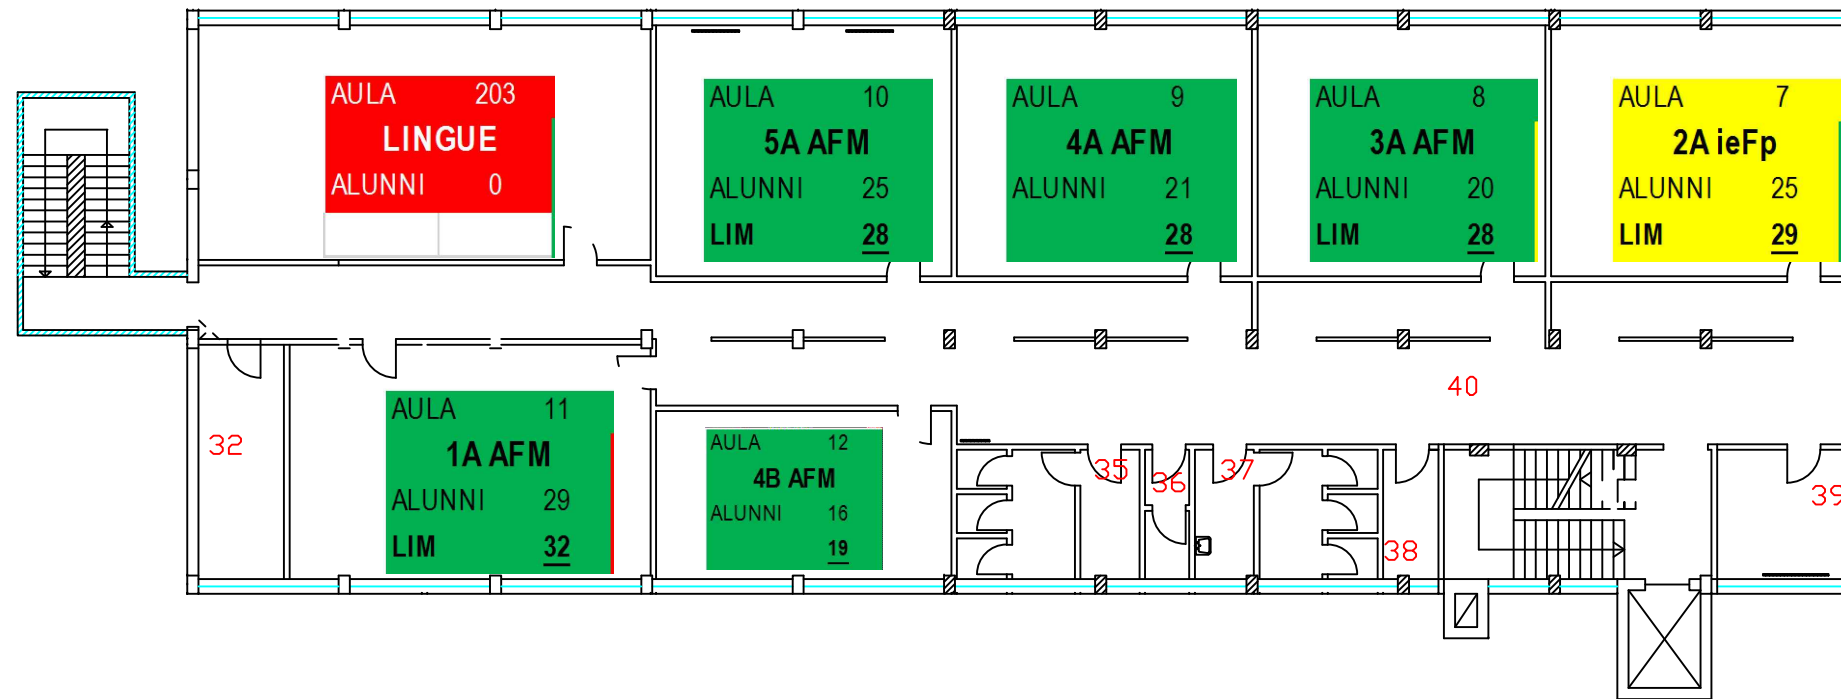 AULA 203
LINGUE
ALUNNI 0
AULA 10
5A AFM
ALUNNI 25
LIM 28
AULA 9
4A AFM
ALUNNI 21
28
AULA 8
3A AFM
ALUNNI 20
LIM 28
AULA 7
2A ieFp
ALUNNI 25
LIM 29
40
32
AULA 11
1A AFM
ALUNNI 29
LIM 32
AULA 12
4B AFM
ALUNNI 16
19
35
36
37
38
39